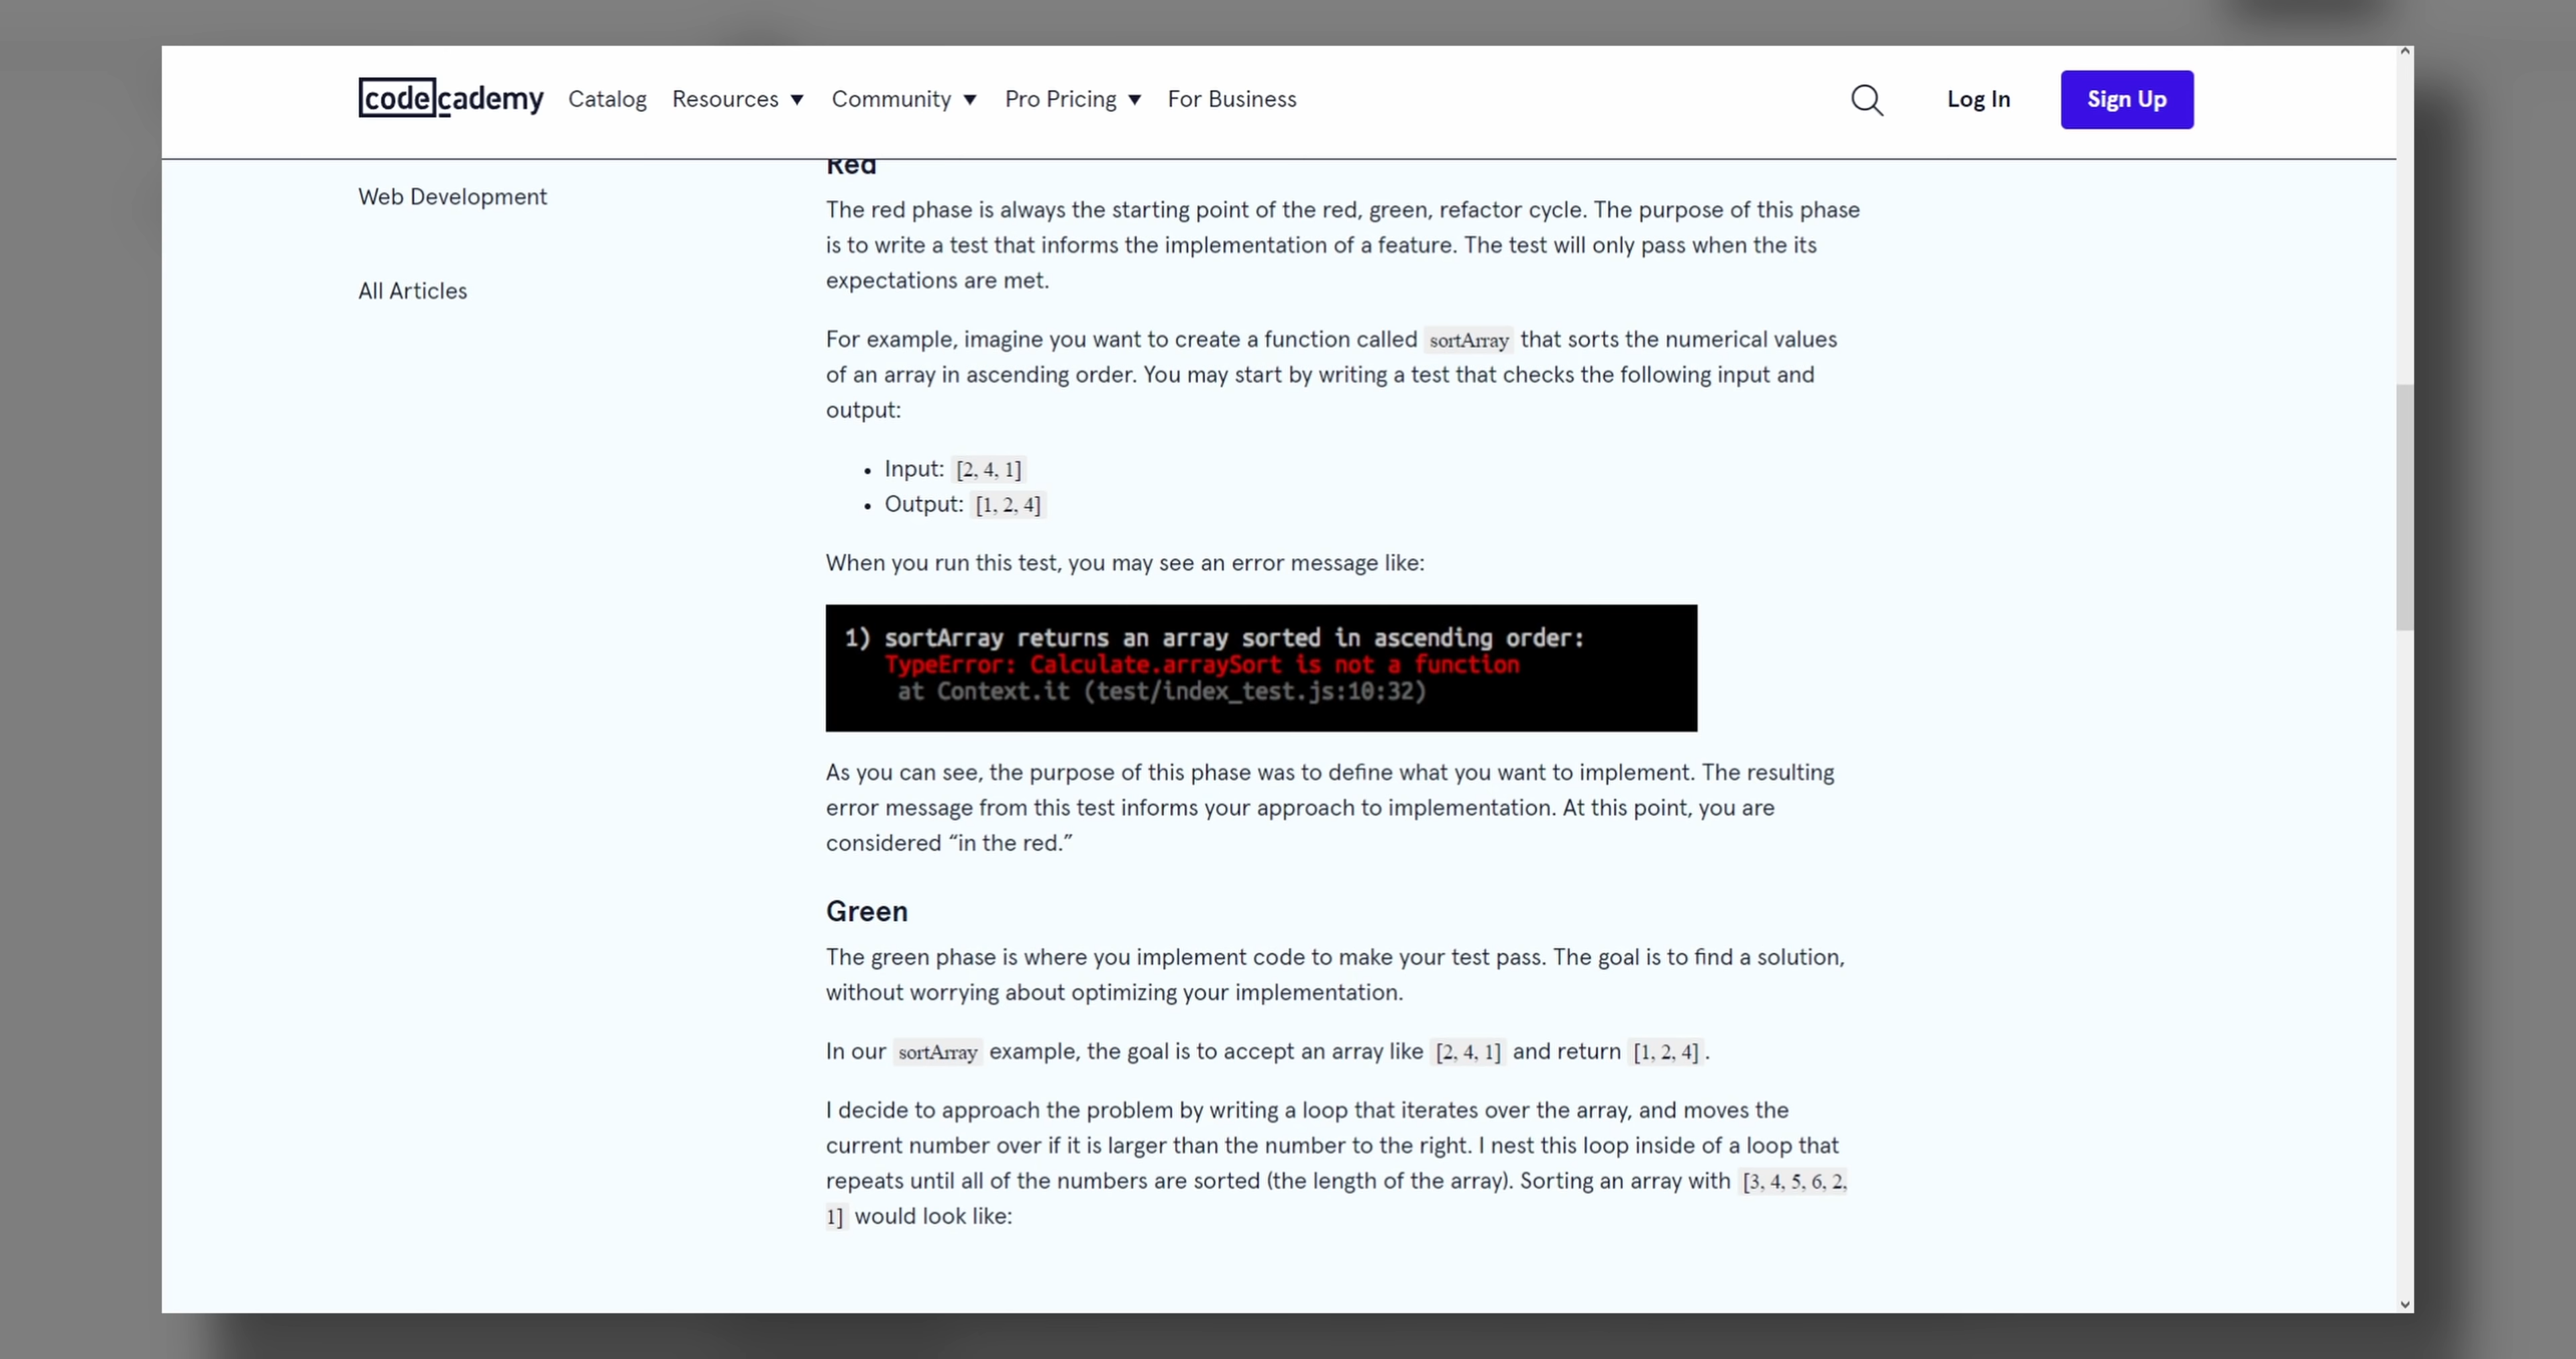 codecademy Catalog Resources Community Pro Pricing For Business Log In Sign Up
Web Development
All Articles
Red
The red phase is always the starting point of the red, green, refactor cycle. The purpose of this phase
is to write a test that informs the implementation of a feature. The test will only pass when the its
expectations are met.
For example, imagine you want to create a function called sortArray that sorts the numerical values
of an array in ascending order. You may start by writing a test that checks the following input and
output:
• Input: [2, 4, 1]
• Output: [1, 2, 4]
When you run this test, you may see an error message like:
1) sortArray returns an array sorted in ascending order:
TypeError: Calculate.arraySort is not a function
at Context.it (test/index_test.js:10:32)
As you can see, the purpose of this phase was to define what you want to implement. The resulting
error message from this test informs your approach to implementation. At this point, you are
considered “in the red.”
Green
The green phase is where you implement code to make your test pass. The goal is to find a solution,
without worrying about optimizing your implementation.
In our sortArray example, the goal is to accept an array like [2, 4, 1] and return [1, 2, 4].
I decide to approach the problem by writing a loop that iterates over the array, and moves the
current number over if it is larger than the number to the right. I nest this loop inside of a loop that
repeats until all of the numbers are sorted (the length of the array). Sorting an array with [3, 4, 5, 6, 2,
1] would look like: